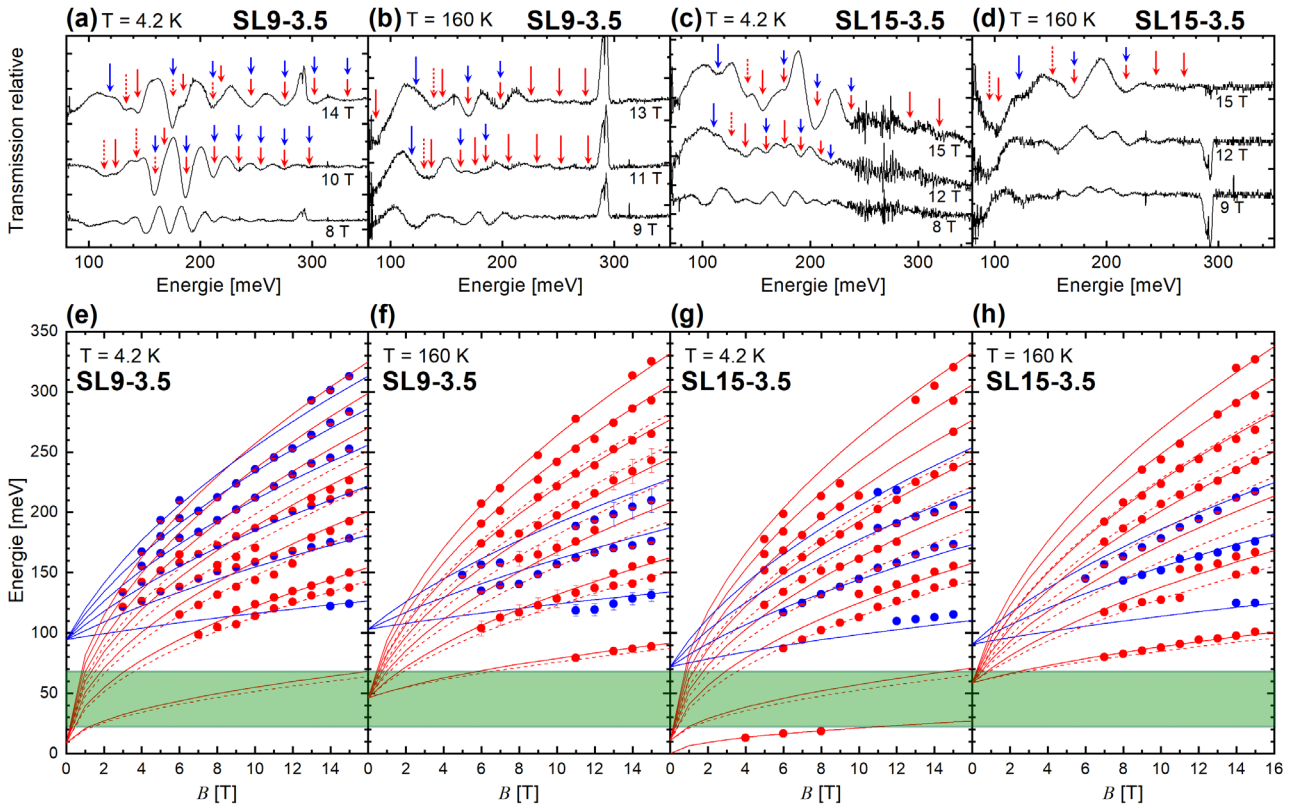 (a) T = 4.2 K SL9-3.5
(b) T = 160 K SL9-3.5
(c) T = 4.2 K SL15-3.5
(d) T = 160 K SL15-3.5
Transmission relative
14 T
10 T
8 T
13 T
11 T
9 T
15 T
12 T
8 T
15 T
12 T
9 T
100 200 300
100 200 300
100 200 300
100 200 300
Energie [meV]
Energie [meV]
Energie [meV]
Energie [meV]
(e)
(f)
(g)
(h)
T = 4.2 K
SL9-3.5
T = 160 K
SL9-3.5
T = 4.2 K
SL15-3.5
T = 160 K
SL15-3.5
Energie [meV]
350
300
250
200
150
100
50
0
0 2 4 6 8 10 12 14
0 2 4 6 8 10 12 14
0 2 4 6 8 10 12 14
0 2 4 6 8 10 12 14 16
B [T]
B [T]
B [T]
B [T]